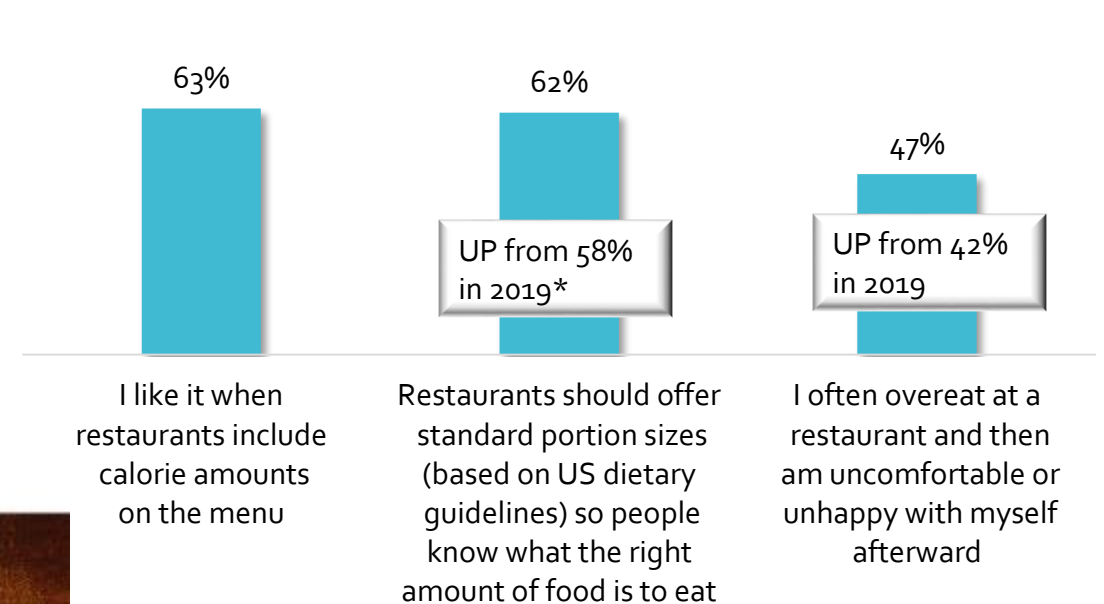 63%
62%
47%
UP from 58%
in 2019*
UP from 42%
in 2019
I like it when
restaurants include
calorie amounts
on the menu
Restaurants should offer
standard portion sizes
(based on US dietary
guidelines) so people
know what the right
amount of food is to eat
I often overeat at a
restaurant and then
am uncomfortable or
unhappy with myself
afterward